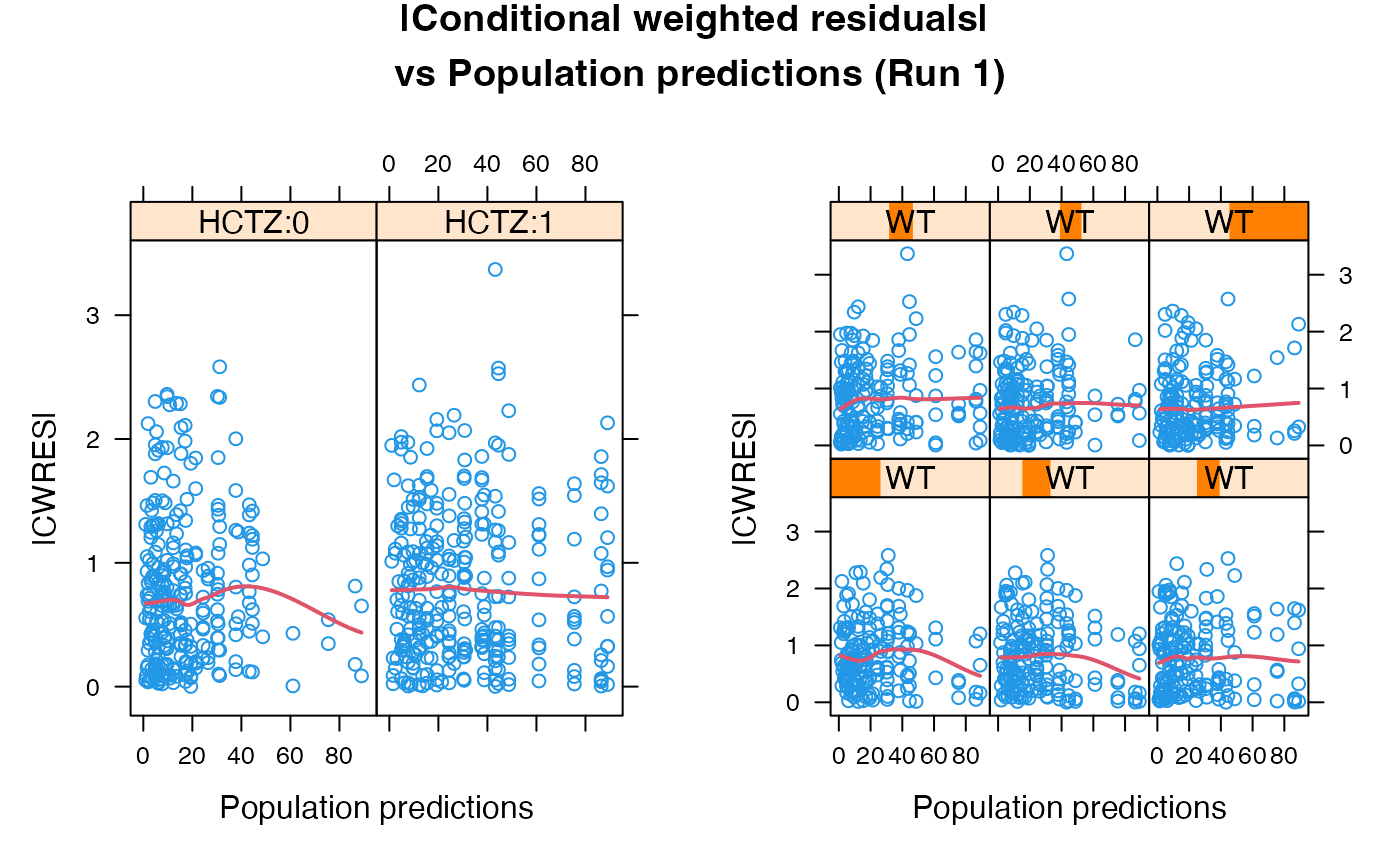 |Conditional weighted residuals|
vs Population predictions (Run 1)
0 20 40 60 80
HCTZ:0 HCTZ:1
3
2
1
0
|CWRES|
0 20 40 60 80
Population predictions
0 20 40 60 80
WT WT WT
3
2
1
0
WT WT WT
3
2
1
0
|CWRES|
0 20 40 60 80 0 20 40 60 80
Population predictions